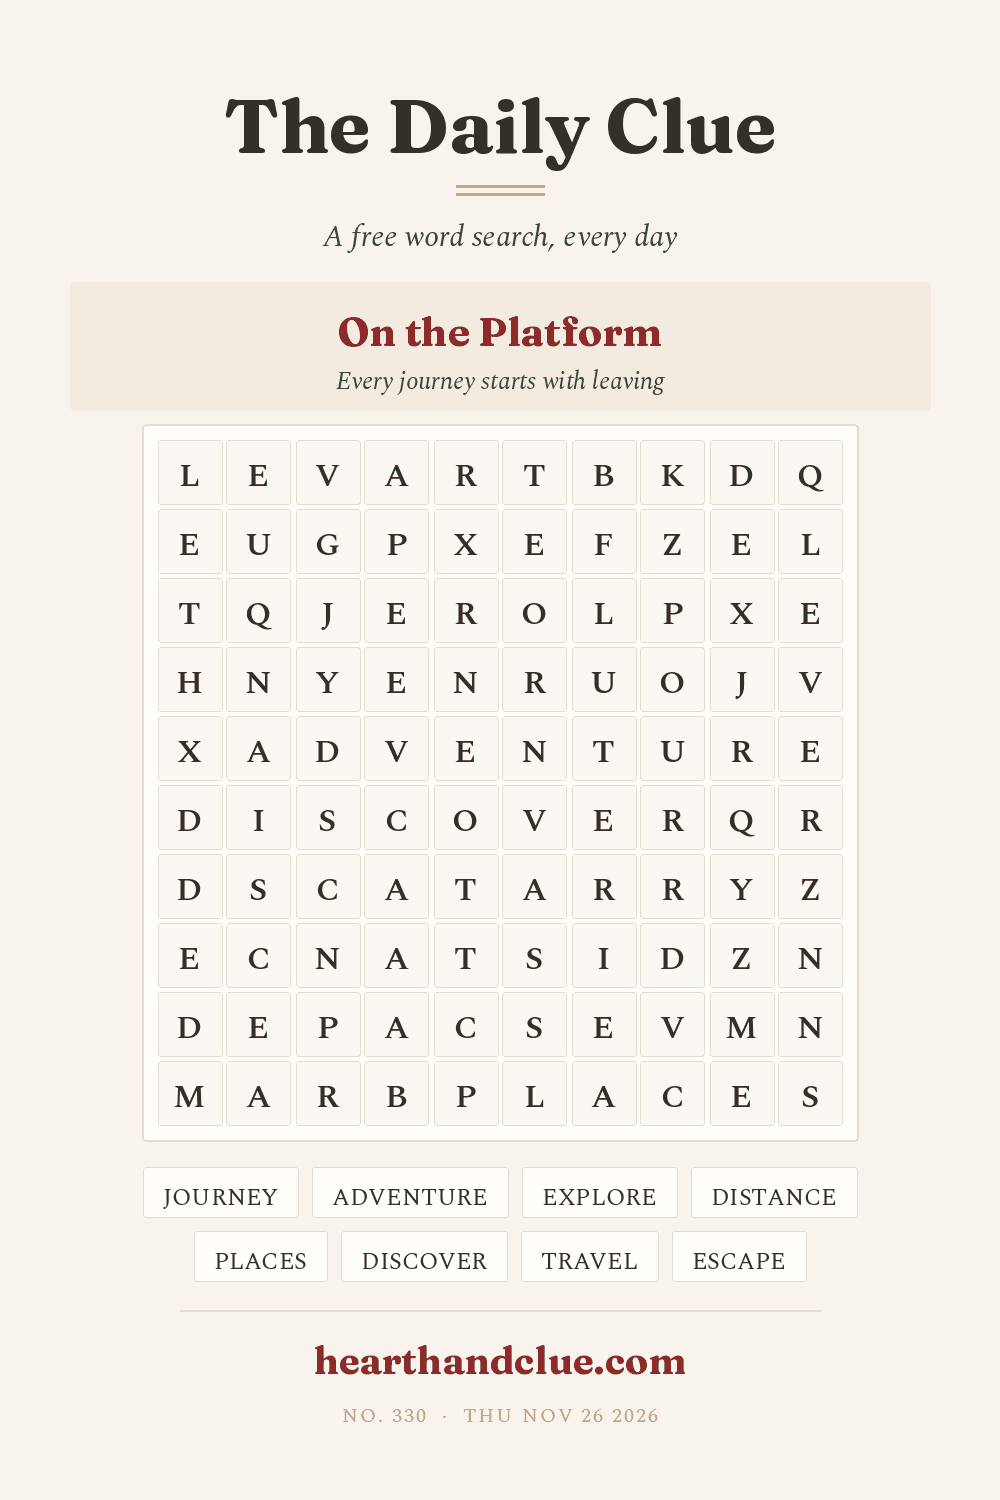 The Daily Clue
A free word search, every day
On the Platform
Every journey starts with leaving
L E V A R T B K D Q
E U G P X E F Z E L
T Q J E R O L P X E
H N Y E N R U O J V
X A D V E N T U R E
D I S C O V E R Q R
D S C A T A R R Y Z
E C N A T S I D Z N
D E P A C S E V M N
M A R B P L A C E S
JOURNEY ADVENTURE EXPLORE DISTANCE
PLACES DISCOVER TRAVEL ESCAPE
hearthandclue.com
NO. 330 · THU NOV 26 2026